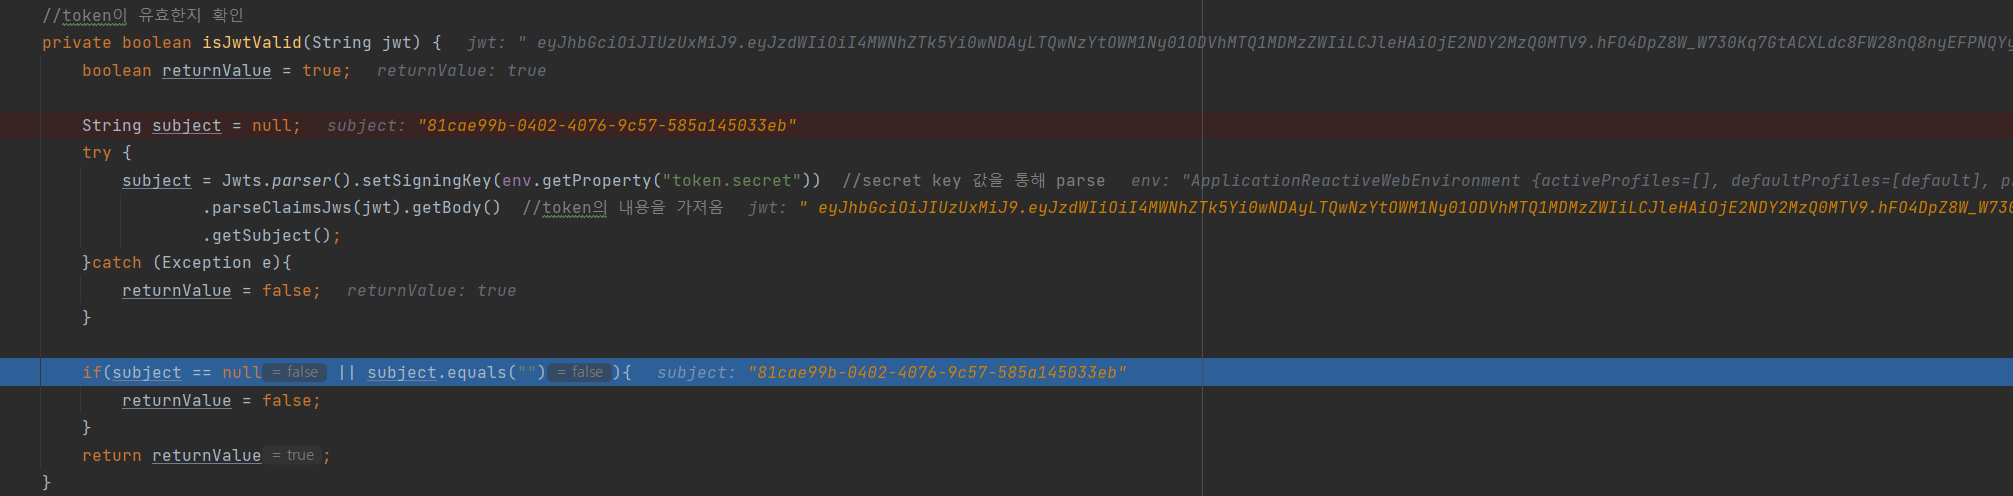 //token이 유효한지 확인
private boolean isJwtValid(String jwt) { jwt: " eyJhbGciOiJIUzUxMiJ9.eyJzdWIiOiI4MWNhZTk5Yi0wNDAyLTQwNzYtOWM1Ny01ODVhMTQ1MDMzZWIiLCJleHAiOjE2NDY2MzQ0MTV9.hFO4DpZ8W_W730Kq7GtACXLdc8FW28nQ8nyEFPNQYy
boolean returnValue = true; returnValue: true
String subject = null; subject: "81cae99b-0402-4076-9c57-585a145033eb"
try {
subject = Jwts.parser().setSigningKey(env.getProperty("token.secret")) //secret key 값을 통해 parse env: "ApplicationReactiveWebEnvironment {activeProfiles=[], defaultProfiles=[default], p
.parseClaimsJws(jwt).getBody() //token의 내용을 가져옴 jwt: " eyJhbGciOiJIUzUxMiJ9.eyJzdWIiOiI4MWNhZTk5Yi0wNDAyLTQwNzYtOWM1Ny01ODVhMTQ1MDMzZWIiLCJleHAiOjE2NDY2MzQ0MTV9.hFO4DpZ8W_W730
.getSubject();
}catch (Exception e){
returnValue = false; returnValue: true
}
if(subject == null = false || subject.equals("") = false ){ subject: "81cae99b-0402-4076-9c57-585a145033eb"
returnValue = false;
}
return returnValue = true ;
}